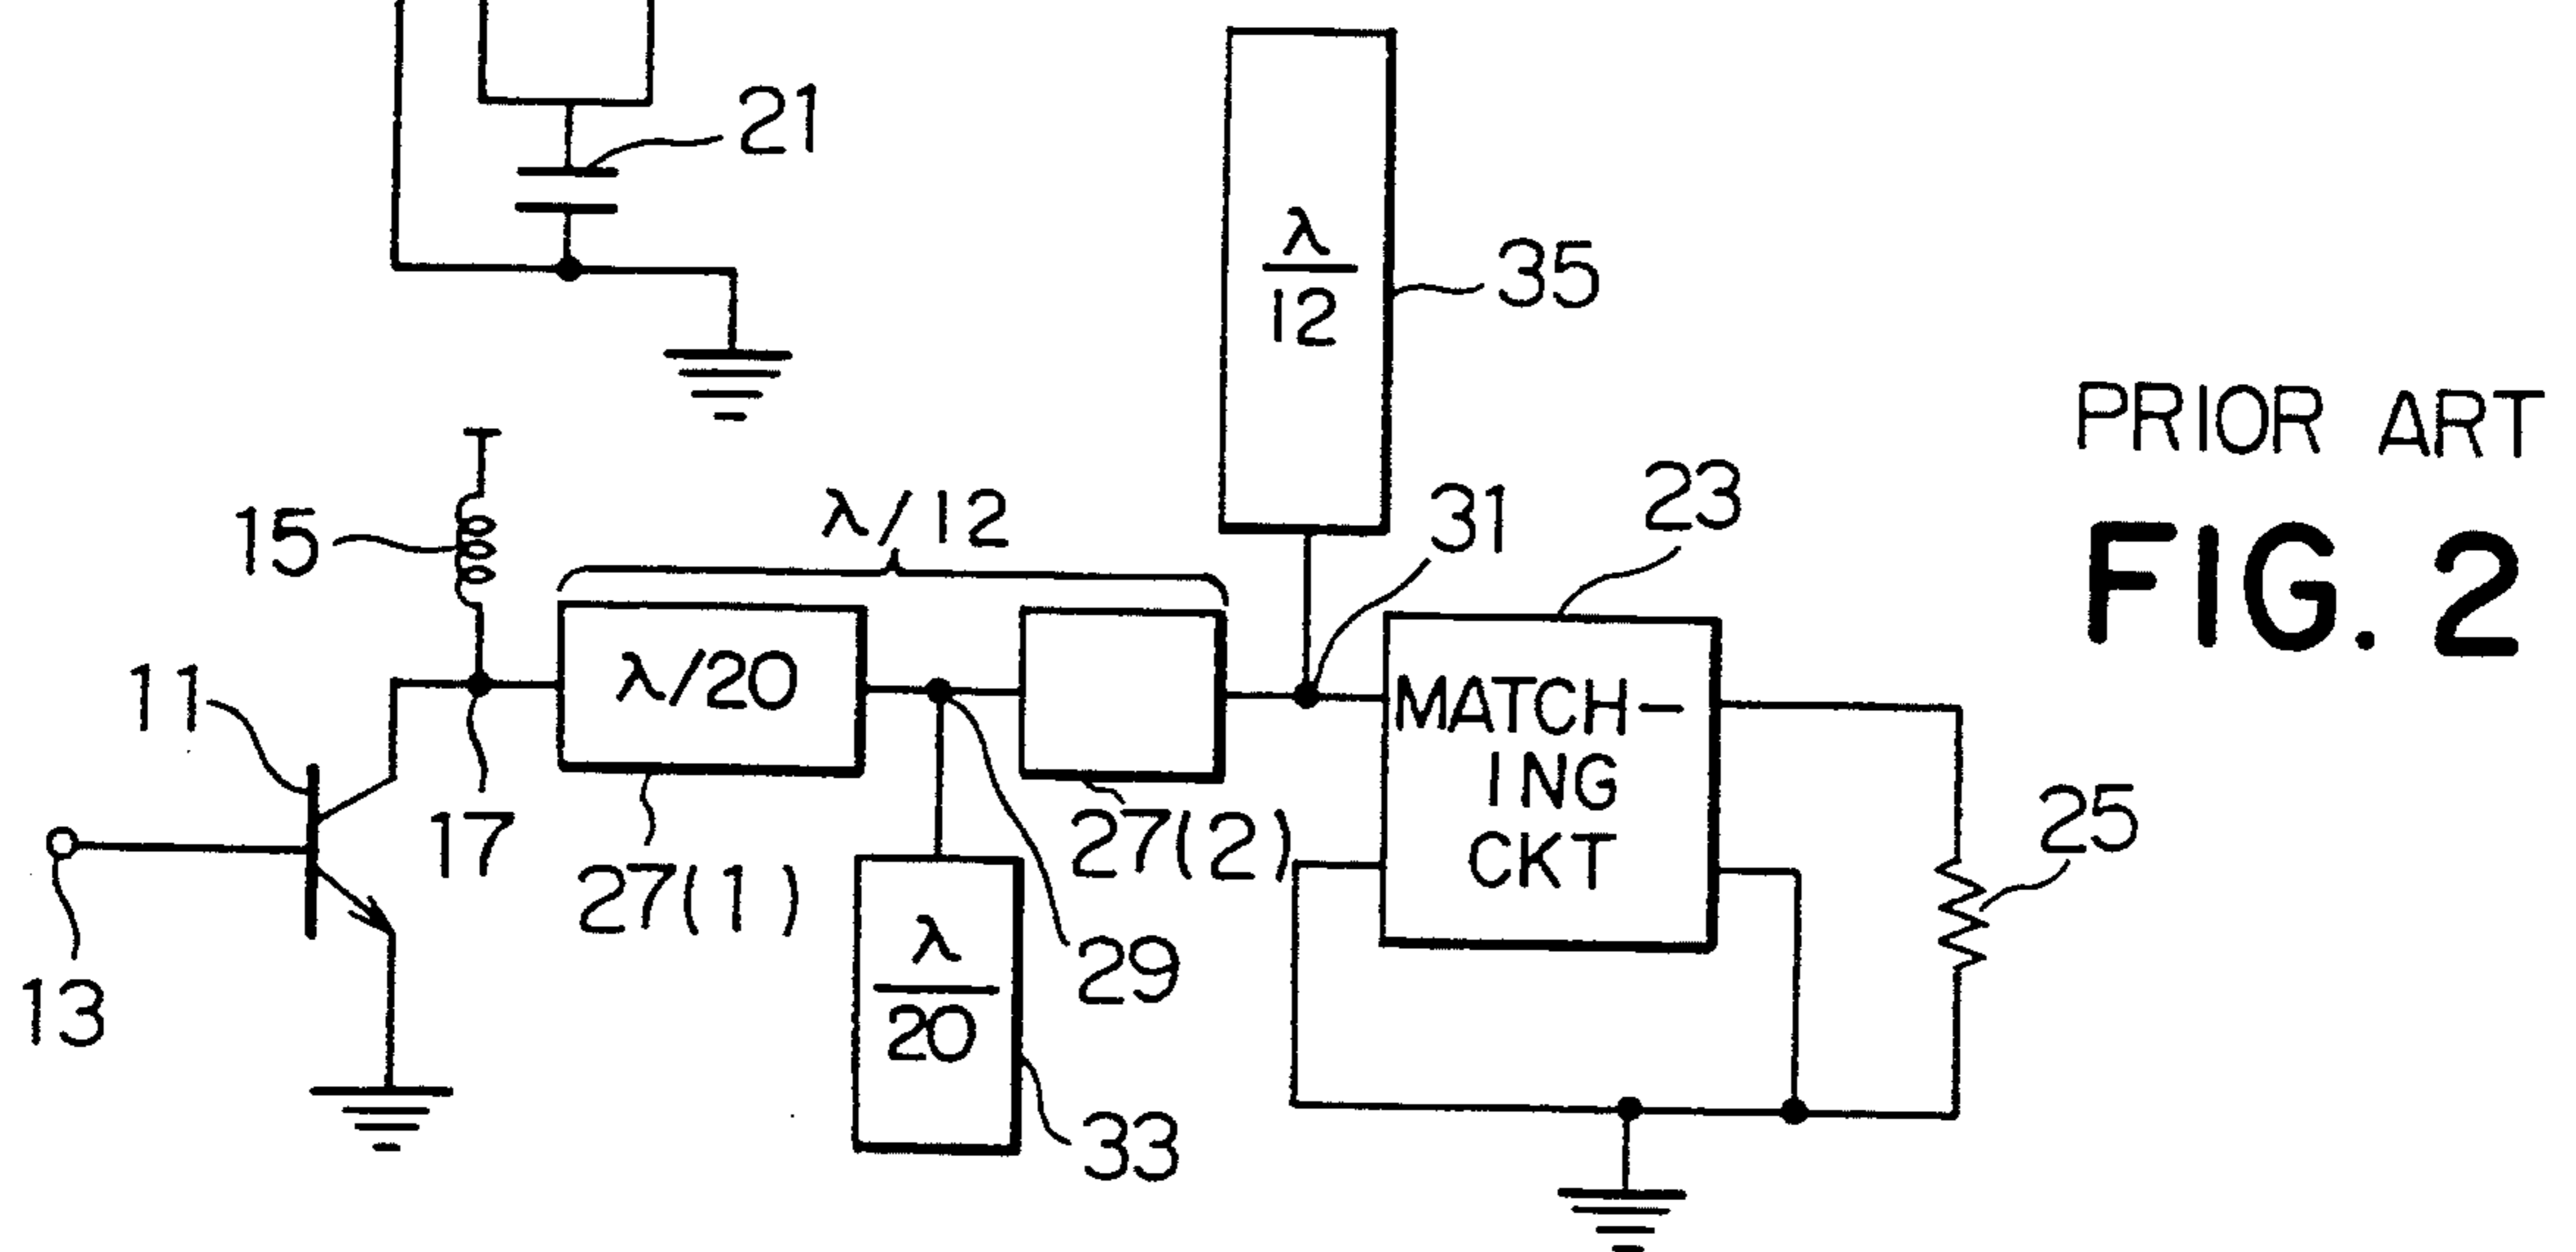 21
λ
12
35
PRIOR ART
FIG. 2
15
λ/12
31
23
11
λ/20
MATCH-
ING
CKT
17
27(1)
27(2)
25
13
λ
20
29
33